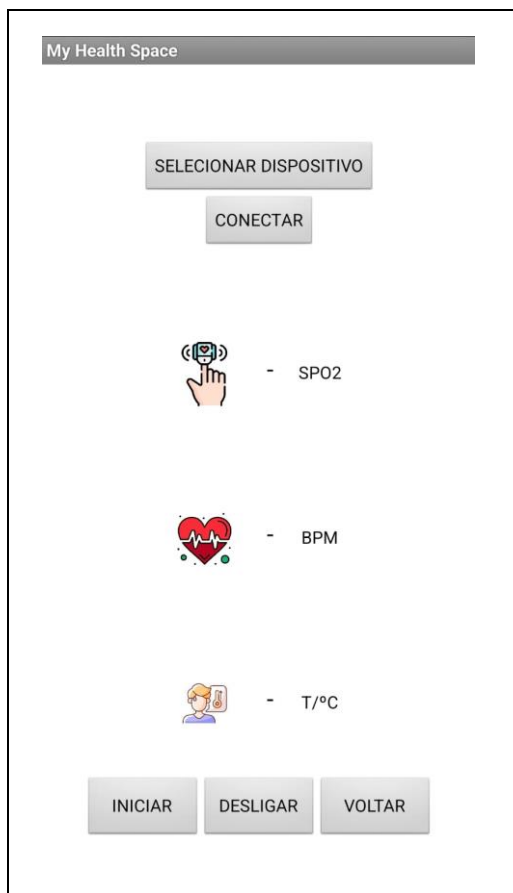 My Health Space
SELECIONAR DISPOSITIVO
CONECTAR
- SPO2
- BPM
- T/ºC
INICIAR DESLIGAR VOLTAR